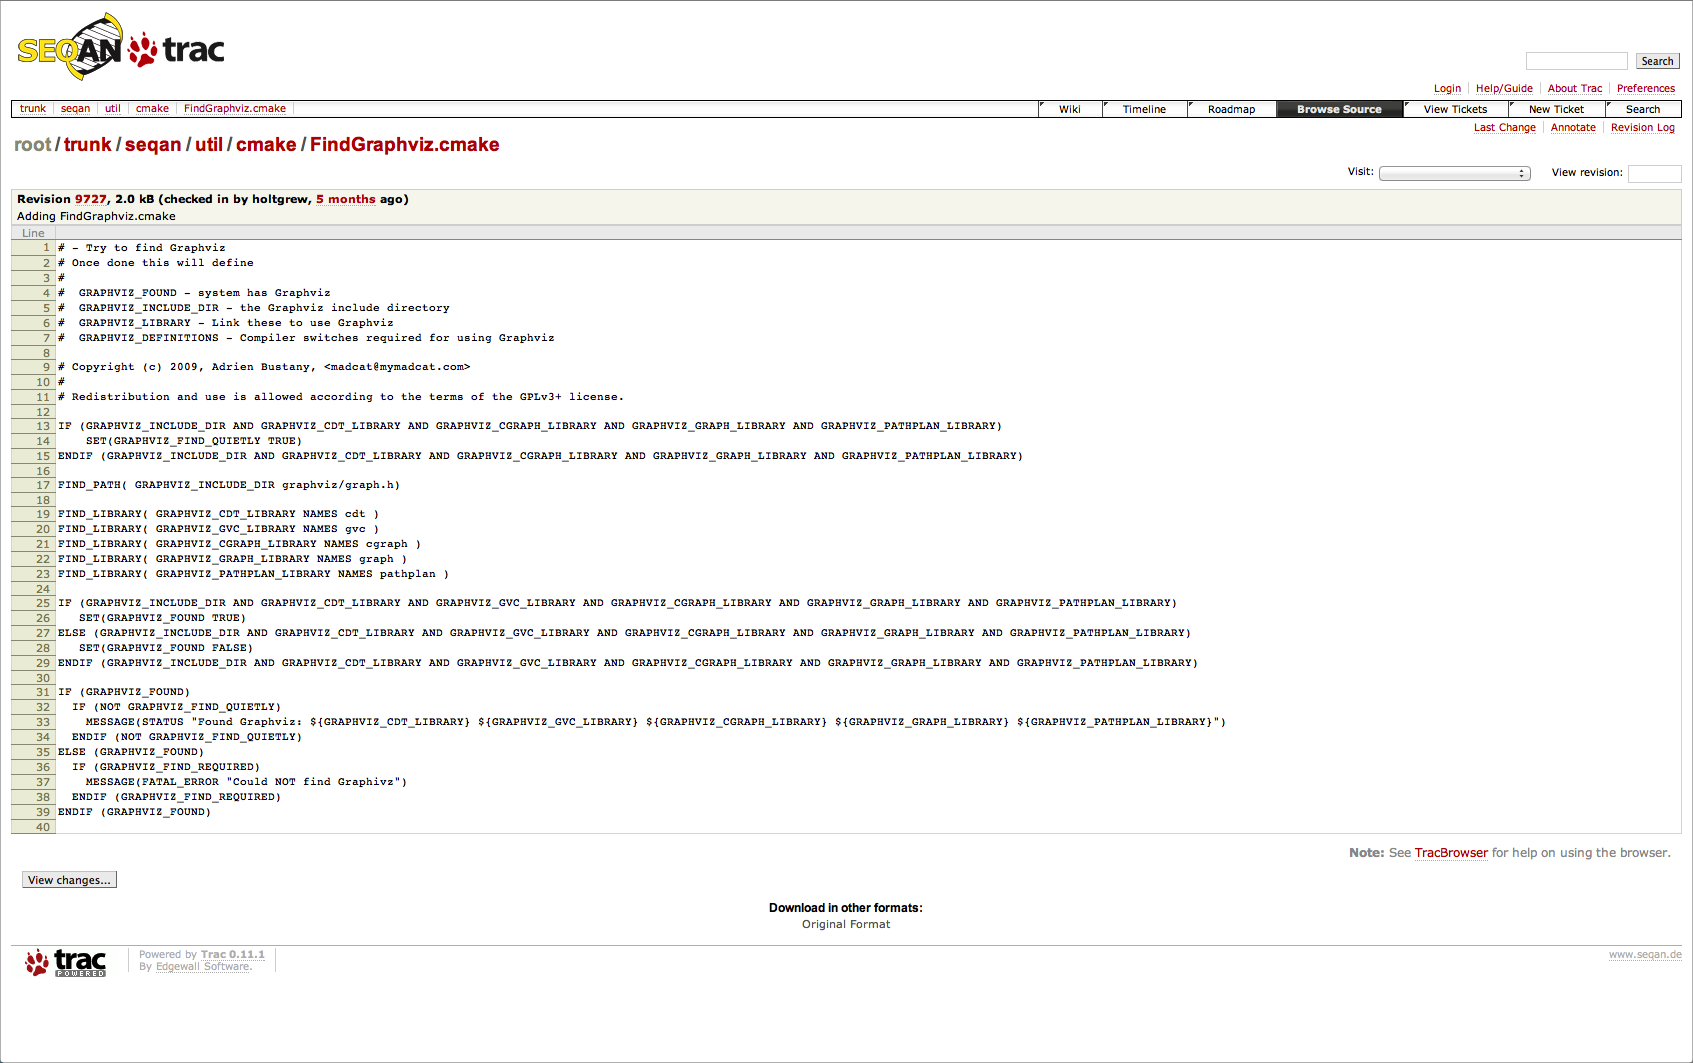 SEQAN trac
Search
Login Help/Guide About Trac Preferences
trunk seqan util cmake FindGraphviz.cmake Wiki Timeline Roadmap Browse Source View Tickets New Ticket Search
Last Change Annotate Revision Log
root/trunk/seqan/util/cmake/FindGraphviz.cmake
Visit: View revision:
Revision 9727, 2.0 kB (checked in by holtgrew, 5 months ago)
Adding FindGraphviz.cmake
Line
1 # - Try to find Graphviz
2 # Once done this will define
3 #
4 #  GRAPHVIZ_FOUND - system has Graphviz
5 #  GRAPHVIZ_INCLUDE_DIR - the Graphviz include directory
6 #  GRAPHVIZ_LIBRARY - Link these to use Graphviz
7 #  GRAPHVIZ_DEFINITIONS - Compiler switches required for using Graphviz
8
9 # Copyright (c) 2009, Adrien Bustany, <madcat@mymadcat.com>
10 #
11 # Redistribution and use is allowed according to the terms of the GPLv3+ license.
12
13 IF (GRAPHVIZ_INCLUDE_DIR AND GRAPHVIZ_CDT_LIBRARY AND GRAPHVIZ_CGRAPH_LIBRARY AND GRAPHVIZ_GRAPH_LIBRARY AND GRAPHVIZ_PATHPLAN_LIBRARY)
14     SET(GRAPHVIZ_FIND_QUIETLY TRUE)
15 ENDIF (GRAPHVIZ_INCLUDE_DIR AND GRAPHVIZ_CDT_LIBRARY AND GRAPHVIZ_CGRAPH_LIBRARY AND GRAPHVIZ_GRAPH_LIBRARY AND GRAPHVIZ_PATHPLAN_LIBRARY)
16
17 FIND_PATH( GRAPHVIZ_INCLUDE_DIR graphviz/graph.h)
18
19 FIND_LIBRARY( GRAPHVIZ_CDT_LIBRARY NAMES cdt )
20 FIND_LIBRARY( GRAPHVIZ_GVC_LIBRARY NAMES gvc )
21 FIND_LIBRARY( GRAPHVIZ_CGRAPH_LIBRARY NAMES cgraph )
22 FIND_LIBRARY( GRAPHVIZ_GRAPH_LIBRARY NAMES graph )
23 FIND_LIBRARY( GRAPHVIZ_PATHPLAN_LIBRARY NAMES pathplan )
24
25 IF (GRAPHVIZ_INCLUDE_DIR AND GRAPHVIZ_CDT_LIBRARY AND GRAPHVIZ_GVC_LIBRARY AND GRAPHVIZ_CGRAPH_LIBRARY AND GRAPHVIZ_GRAPH_LIBRARY AND GRAPHVIZ_PATHPLAN_LIBRARY)
26    SET(GRAPHVIZ_FOUND TRUE)
27 ELSE (GRAPHVIZ_INCLUDE_DIR AND GRAPHVIZ_CDT_LIBRARY AND GRAPHVIZ_GVC_LIBRARY AND GRAPHVIZ_CGRAPH_LIBRARY AND GRAPHVIZ_GRAPH_LIBRARY AND GRAPHVIZ_PATHPLAN_LIBRARY)
28    SET(GRAPHVIZ_FOUND FALSE)
29 ENDIF (GRAPHVIZ_INCLUDE_DIR AND GRAPHVIZ_CDT_LIBRARY AND GRAPHVIZ_GVC_LIBRARY AND GRAPHVIZ_CGRAPH_LIBRARY AND GRAPHVIZ_GRAPH_LIBRARY AND GRAPHVIZ_PATHPLAN_LIBRARY)
30
31 IF (GRAPHVIZ_FOUND)
32   IF (NOT GRAPHVIZ_FIND_QUIETLY)
33     MESSAGE(STATUS "Found Graphviz: ${GRAPHVIZ_CDT_LIBRARY} ${GRAPHVIZ_GVC_LIBRARY} ${GRAPHVIZ_CGRAPH_LIBRARY} ${GRAPHVIZ_GRAPH_LIBRARY} ${GRAPHVIZ_PATHPLAN_LIBRARY}")
34   ENDIF (NOT GRAPHVIZ_FIND_QUIETLY)
35 ELSE (GRAPHVIZ_FOUND)
36   IF (GRAPHVIZ_FIND_REQUIRED)
37     MESSAGE(FATAL_ERROR "Could NOT find Graphivz")
38   ENDIF (GRAPHVIZ_FIND_REQUIRED)
39 ENDIF (GRAPHVIZ_FOUND)
40
Note: See TracBrowser for help on using the browser.
View changes...
Download in other formats:
Original Format
trac POWERED
Powered by Trac 0.11.1
By Edgewall Software.
www.seqan.de